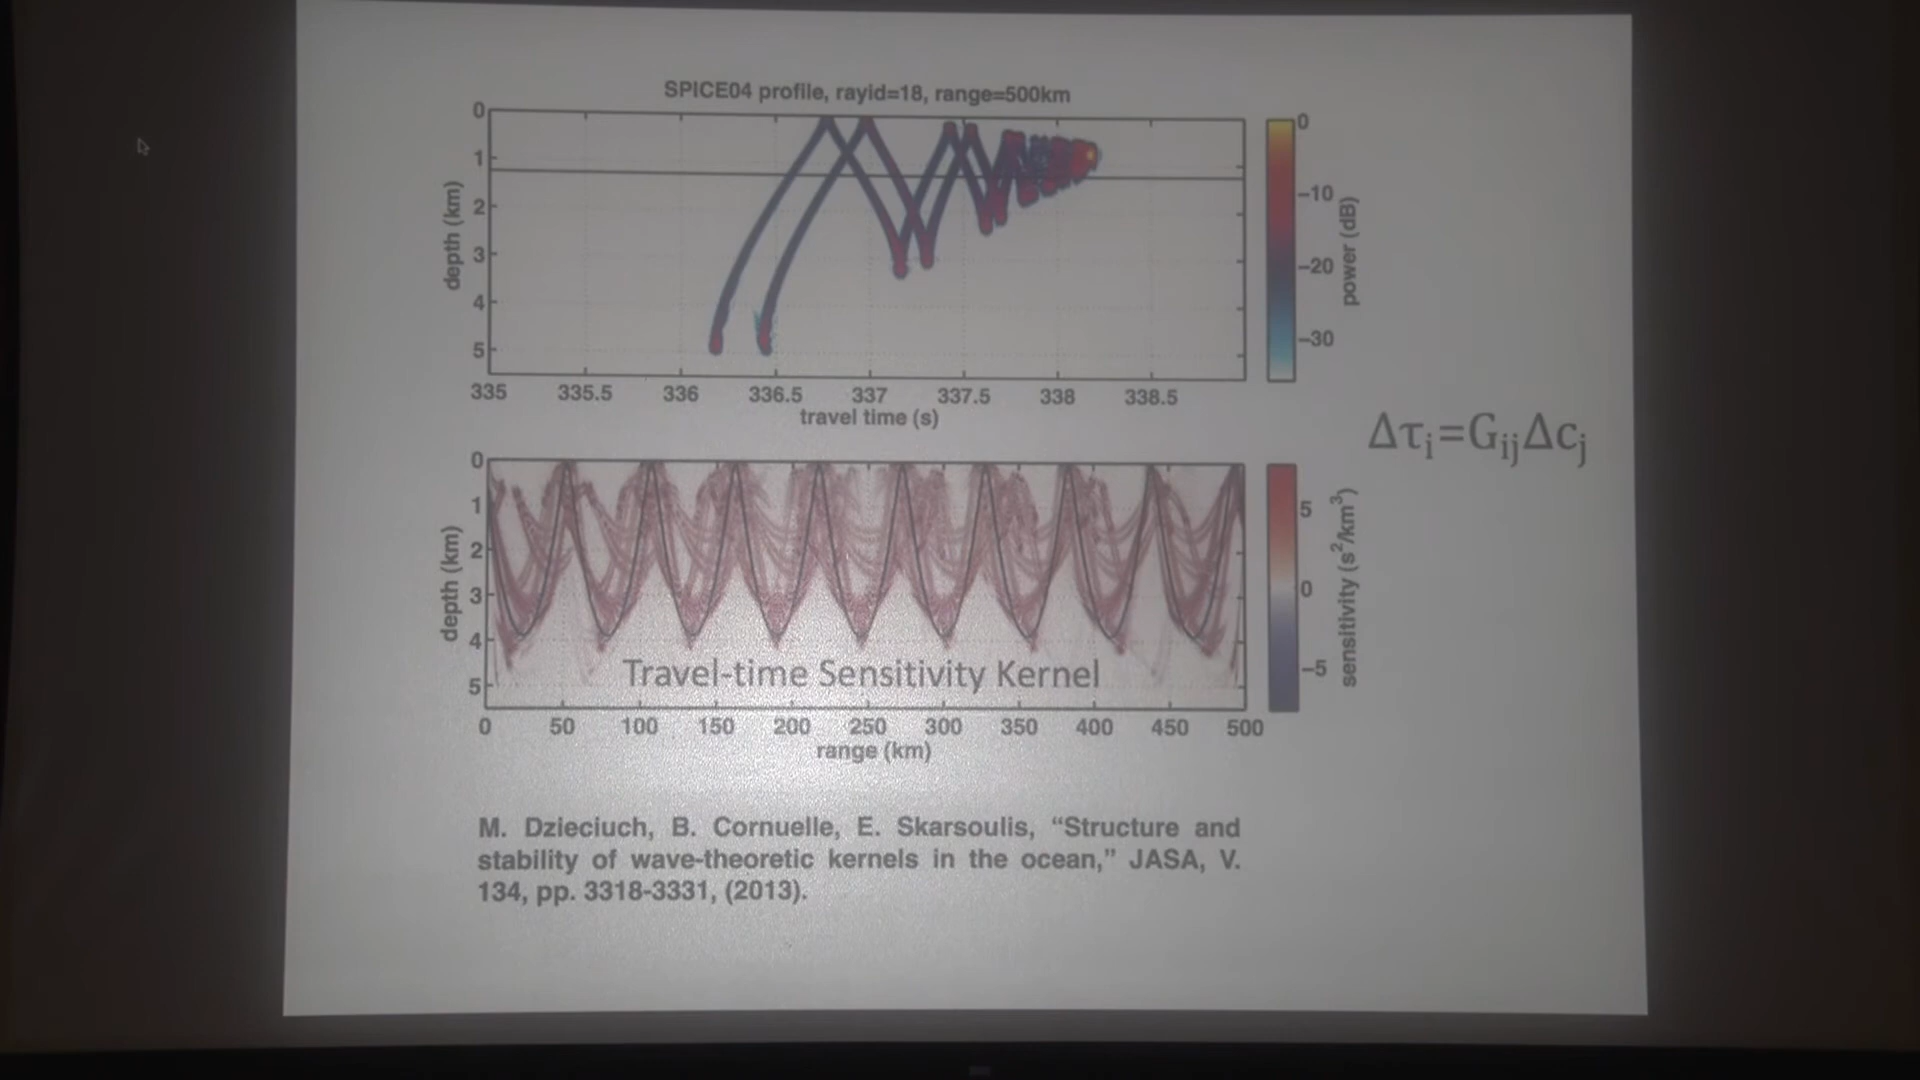 SPICE04 profile, rayid=18, range=500km
0
1
2
3
4
5
depth (km)
335 335.5 336 336.5 337 337.5 338 338.5
travel time (s)
0
−10
−20
−30
power (dB)
Δτᵢ=GᵢⱼΔcⱼ
0
1
2
3
4
5
depth (km)
Travel-time Sensitivity Kernel
0 50 100 150 200 250 300 350 400 450 500
range (km)
5
0
−5
sensitivity (s²/km³)
M. Dzieciuch, B. Cornuelle, E. Skarsoulis, “Structure and
stability of wave-theoretic kernels in the ocean,” JASA, V.
134, pp. 3318-3331, (2013).